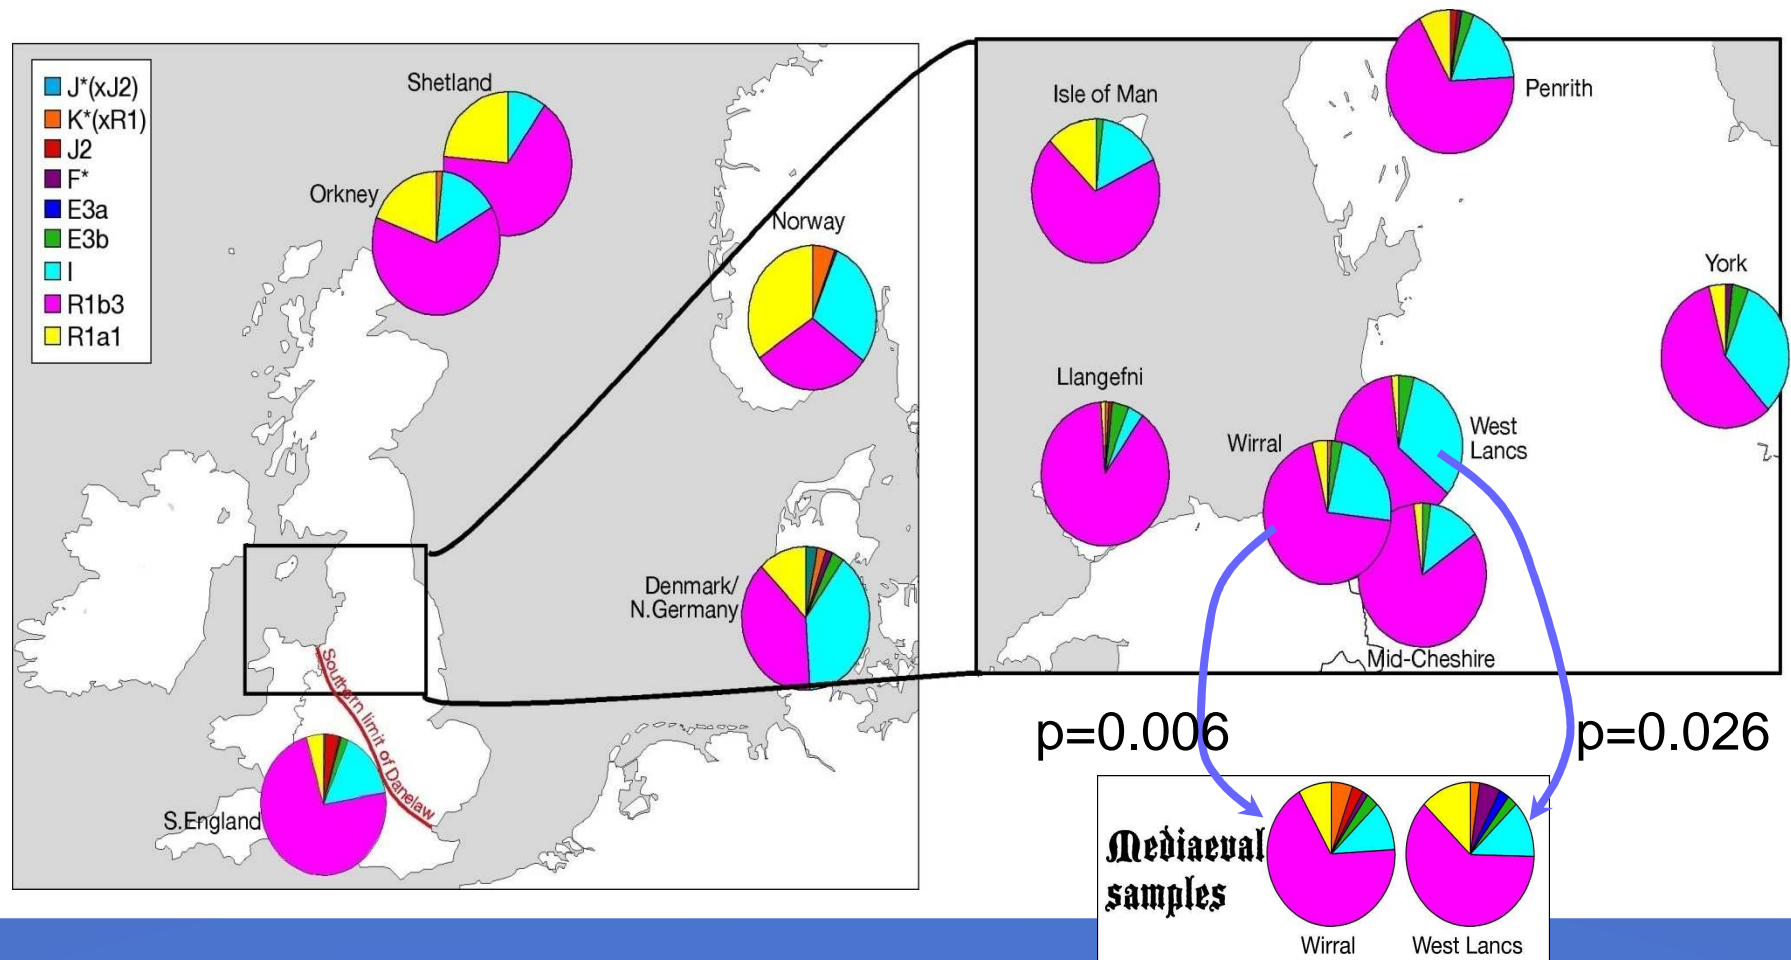 J*(xJ2)
K*(xR1)
J2
F*
E3a
E3b
I
R1b3
R1a1
Shetland
Orkney
Norway
Denmark/
N.Germany
Southern limit of Danelaw
S.England
Isle of Man
Penrith
York
Llangefni
West
Lancs
Wirral
Mid-Cheshire
p=0.006
p=0.026
Mediaeval
samples
Wirral
West Lancs